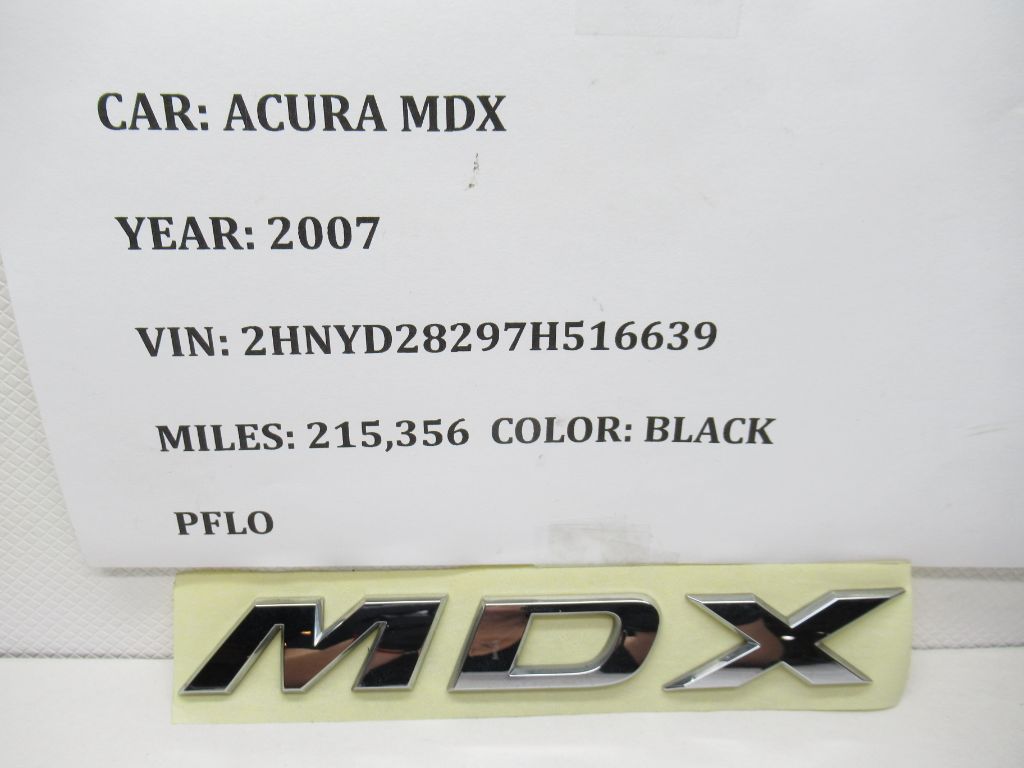 CAR: ACURA MDX
YEAR: 2007
VIN: 2HNYD28297H516639
MILES: 215,356 COLOR: BLACK
PFLO
MDX